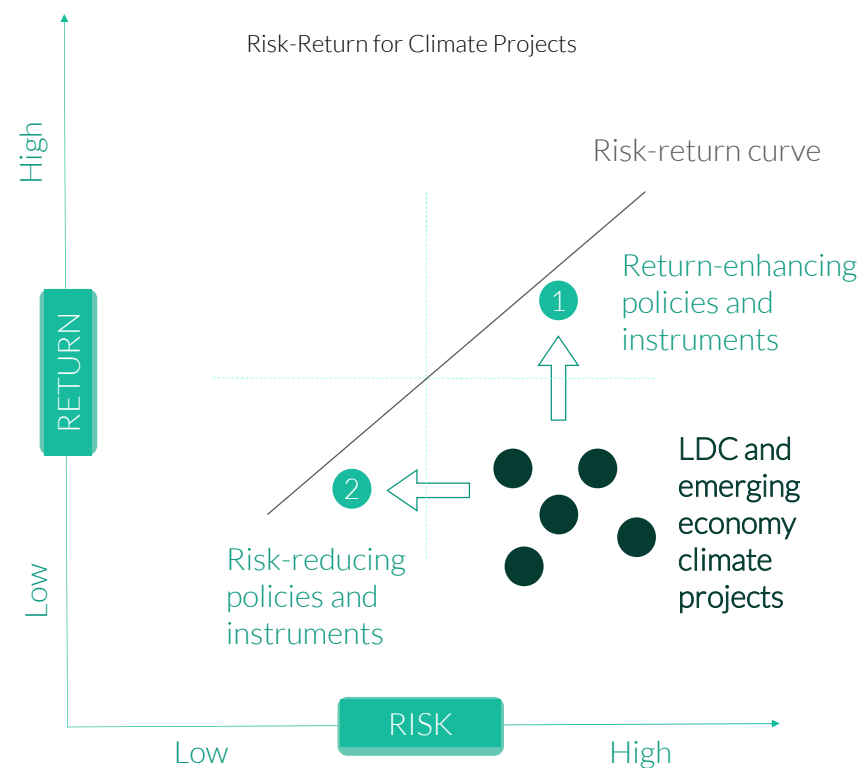 Risk-Return for Climate Projects
High
Risk-return curve
Return-enhancing
policies and
instruments
1
RETURN
LDC and
emerging
economy
climate
projects
2
Risk-reducing
policies and
instruments
Low
RISK
Low
High